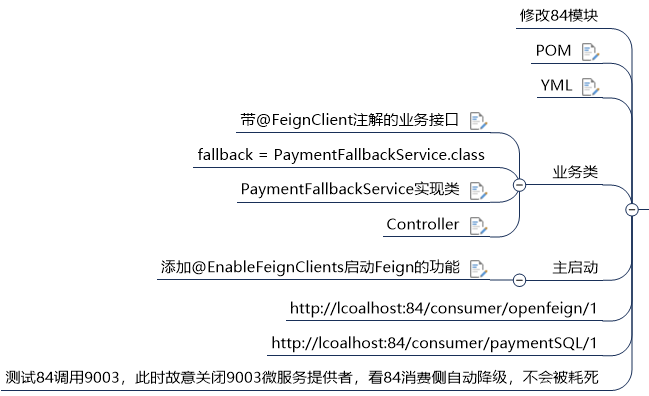 修改84模块
POM
YML
带@FeignClient注解的业务接口
fallback = PaymentFallbackService.class
业务类
PaymentFallbackService实现类
Controller
添加@EnableFeignClients启动Feign的功能
主启动
http://lcoalhost:84/consumer/openfeign/1
http://lcoalhost:84/consumer/paymentSQL/1
测试84调用9003，此时故意关闭9003微服务提供者，看84消费侧自动降级，不会被耗死